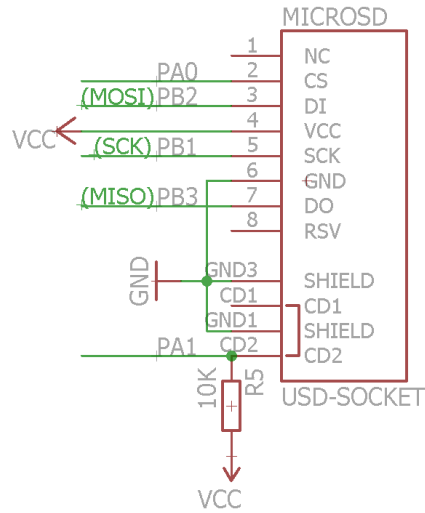 MICROSD
1 NC
PA0 2 CS
(MOSI) PB2 3 DI
VCC 4 VCC
(SCK) PB1 5 SCK
6 GND
(MISO) PB3 7 DO
8 RSV
GND GND3 SHIELD
CD1 CD1
GND1 SHIELD
PA1 CD2 CD2
10K R5 USD-SOCKET
VCC